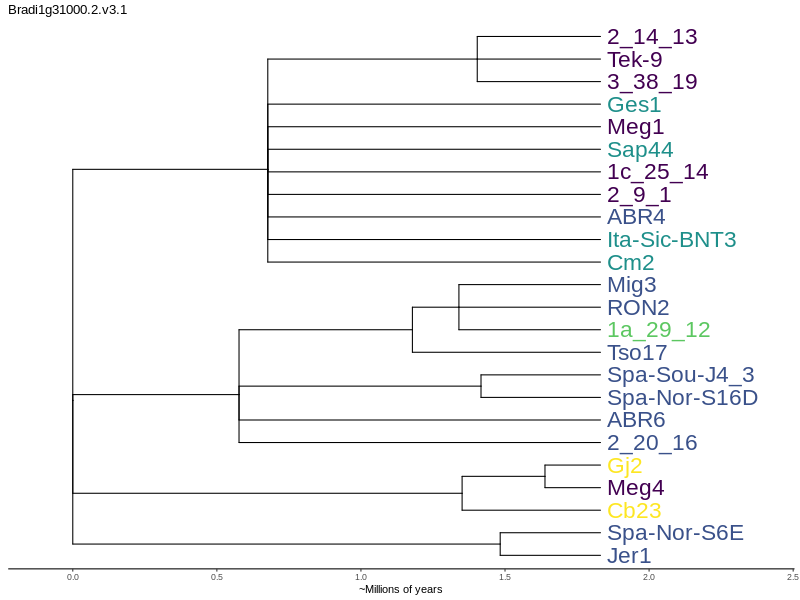 Bradi1g31000.2.v3.1
2_14_13
Tek-9
3_38_19
Ges1
Meg1
Sap44
1c_25_14
2_9_1
ABR4
Ita-Sic-BNT3
Cm2
Mig3
RON2
1a_29_12
Tso17
Spa-Sou-J4_3
Spa-Nor-S16D
ABR6
2_20_16
Gj2
Meg4
Cb23
Spa-Nor-S6E
Jer1
0.0 0.5 1.0 1.5 2.0 2.5
~Millions of years